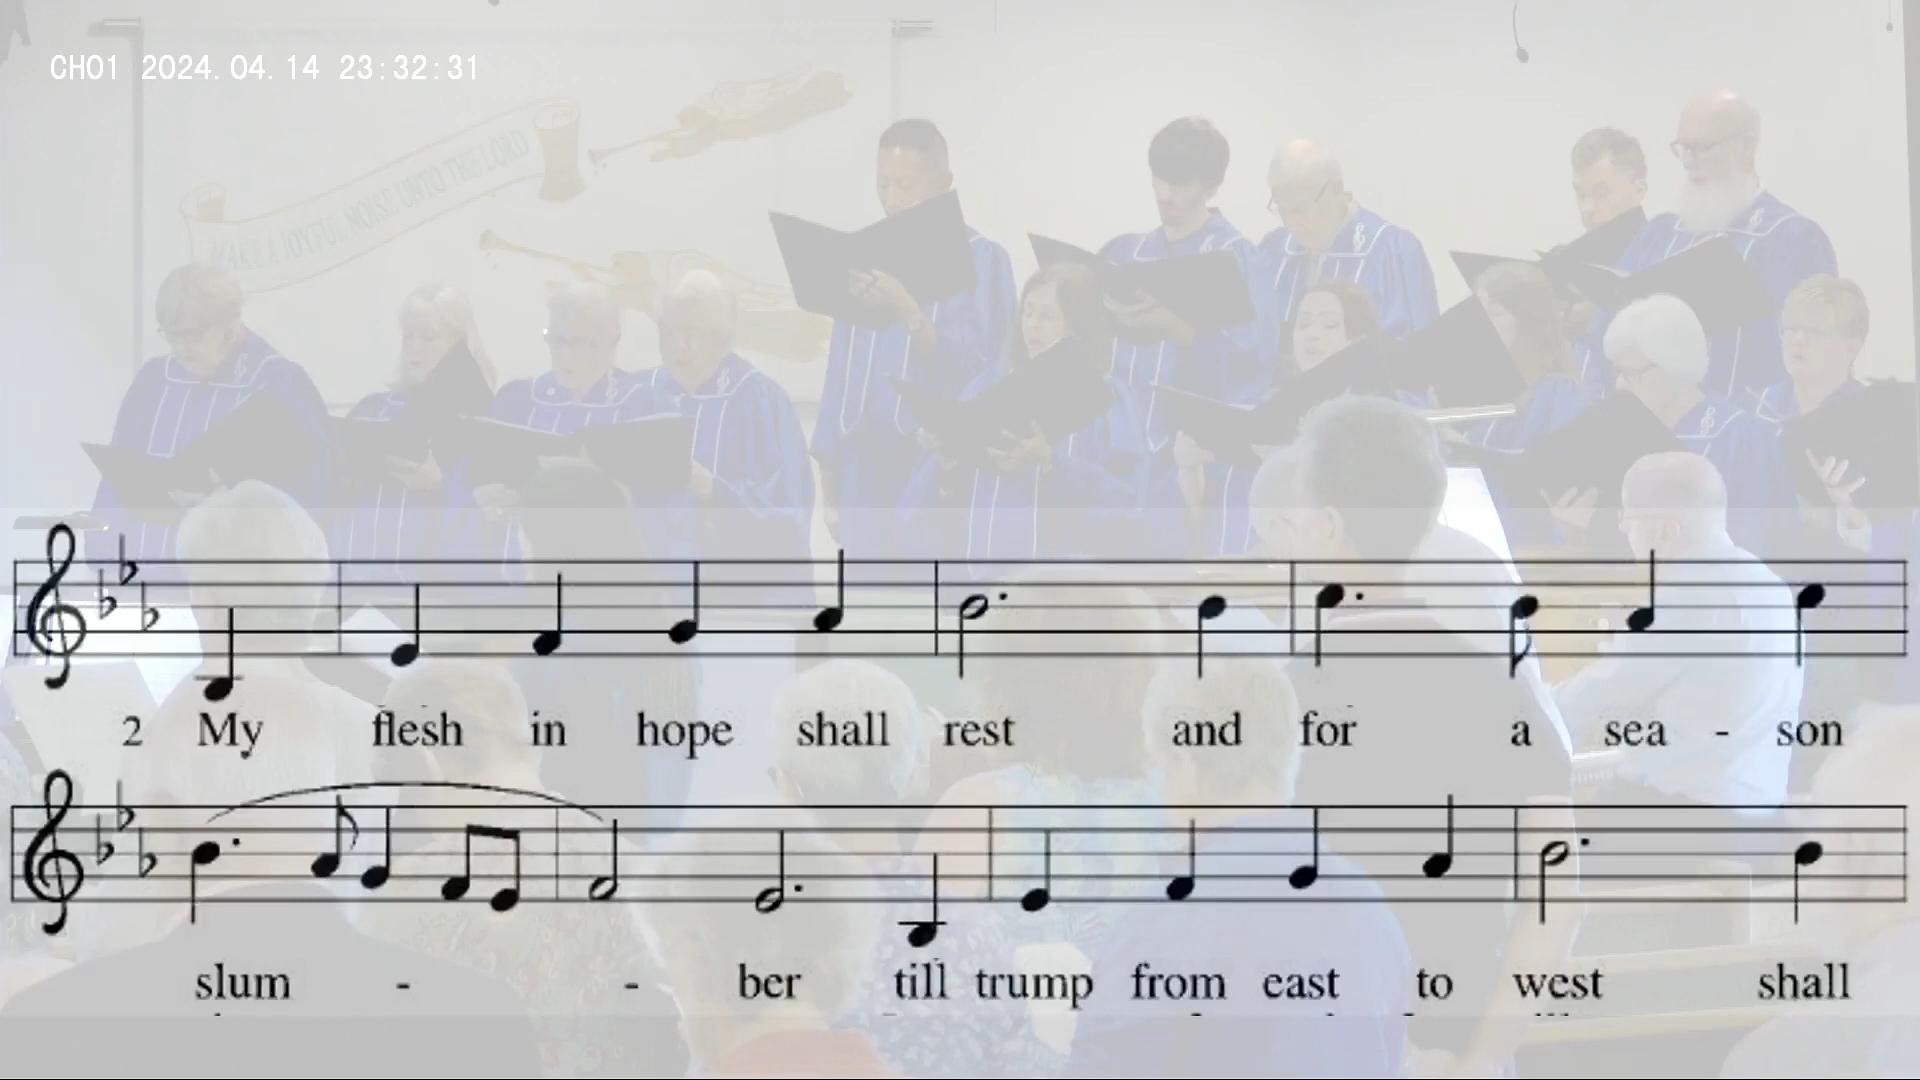 CH01 2024.04.14 23:32:31
MAKE A JOYFUL NOISE UNTO THE LORD
2 My flesh in hope shall rest and for a sea - son
slum - - ber till trump from east to west shall